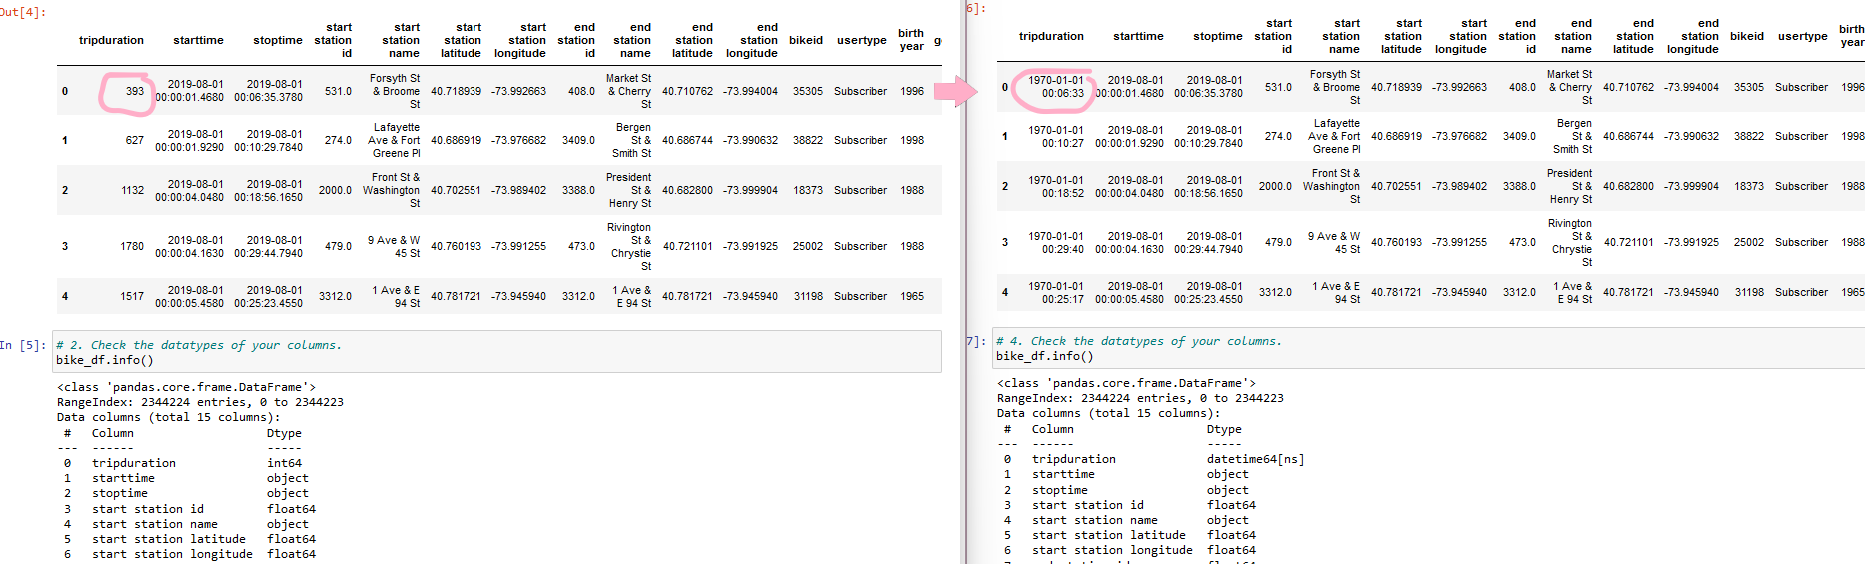 Out[4]:
tripduration starttime stoptime start station id start station name start station latitude start station longitude end station id end station name end station latitude end station longitude bikeid usertype birth year g
0 393 2019-08-01 00:00:01.4680 2019-08-01 00:06:35.3780 531.0 Forsyth St & Broome St 40.718939 -73.992663 408.0 Market St & Cherry St 40.710762 -73.994004 35305 Subscriber 1996
1 627 2019-08-01 00:00:01.9290 2019-08-01 00:10:29.7840 274.0 Lafayette Ave & Fort Greene Pl 40.686919 -73.976682 3409.0 Bergen St & Smith St 40.686744 -73.990632 38822 Subscriber 1998
2 1132 2019-08-01 00:00:04.0480 2019-08-01 00:18:56.1650 2000.0 Front St & Washington St 40.702551 -73.989402 3388.0 President St & Henry St 40.682800 -73.999904 18373 Subscriber 1988
3 1780 2019-08-01 00:00:04.1630 2019-08-01 00:29:44.7940 479.0 9 Ave & W 45 St 40.760193 -73.991255 473.0 Rivington St & Chrystie St 40.721101 -73.991925 25002 Subscriber 1988
4 1517 2019-08-01 00:00:05.4580 2019-08-01 00:25:23.4550 3312.0 1 Ave & E 94 St 40.781721 -73.945940 3312.0 1 Ave & E 94 St 40.781721 -73.945940 31198 Subscriber 1965
In [5]: # 2. Check the datatypes of your columns.
bike_df.info()
<class 'pandas.core.frame.DataFrame'>
RangeIndex: 2344224 entries, 0 to 2344223
Data columns (total 15 columns):
# Column Dtype
--- ------ -----
0 tripduration int64
1 starttime object
2 stoptime object
3 start station id float64
4 start station name object
5 start station latitude float64
6 start station longitude float64
6]:
tripduration starttime stoptime start station id start station name start station latitude start station longitude end station id end station name end station latitude end station longitude bikeid usertype birth year
0 1970-01-01 00:06:33 2019-08-01 00:00:01.4680 2019-08-01 00:06:35.3780 531.0 Forsyth St & Broome St 40.718939 -73.992663 408.0 Market St & Cherry St 40.710762 -73.994004 35305 Subscriber 1996
1 1970-01-01 00:10:27 2019-08-01 00:00:01.9290 2019-08-01 00:10:29.7840 274.0 Lafayette Ave & Fort Greene Pl 40.686919 -73.976682 3409.0 Bergen St & Smith St 40.686744 -73.990632 38822 Subscriber 1998
2 1970-01-01 00:18:52 2019-08-01 00:00:04.0480 2019-08-01 00:18:56.1650 2000.0 Front St & Washington St 40.702551 -73.989402 3388.0 President St & Henry St 40.682800 -73.999904 18373 Subscriber 1988
3 1970-01-01 00:29:40 2019-08-01 00:00:04.1630 2019-08-01 00:29:44.7940 479.0 9 Ave & W 45 St 40.760193 -73.991255 473.0 Rivington St & Chrystie St 40.721101 -73.991925 25002 Subscriber 1988
4 1970-01-01 00:25:17 2019-08-01 00:00:05.4580 2019-08-01 00:25:23.4550 3312.0 1 Ave & E 94 St 40.781721 -73.945940 3312.0 1 Ave & E 94 St 40.781721 -73.945940 31198 Subscriber 1965
7]: # 4. Check the datatypes of your columns.
bike_df.info()
<class 'pandas.core.frame.DataFrame'>
RangeIndex: 2344224 entries, 0 to 2344223
Data columns (total 15 columns):
# Column Dtype
--- ------ -----
0 tripduration datetime64[ns]
1 starttime object
2 stoptime object
3 start station id float64
4 start station name object
5 start station latitude float64
6 start station longitude float64